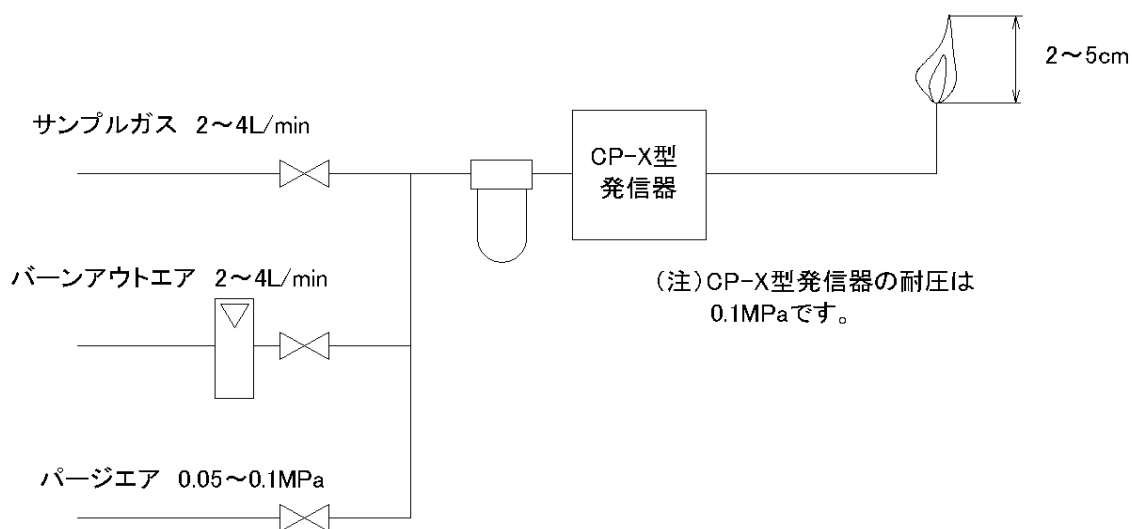 2～5cm
サンプルガス 2～4L/min
CP-X型
発信器
バーンアウトエア 2～4L/min
（注）CP-X型発信器の耐圧は
0.1MPaです。
パージエア 0.05～0.1MPa